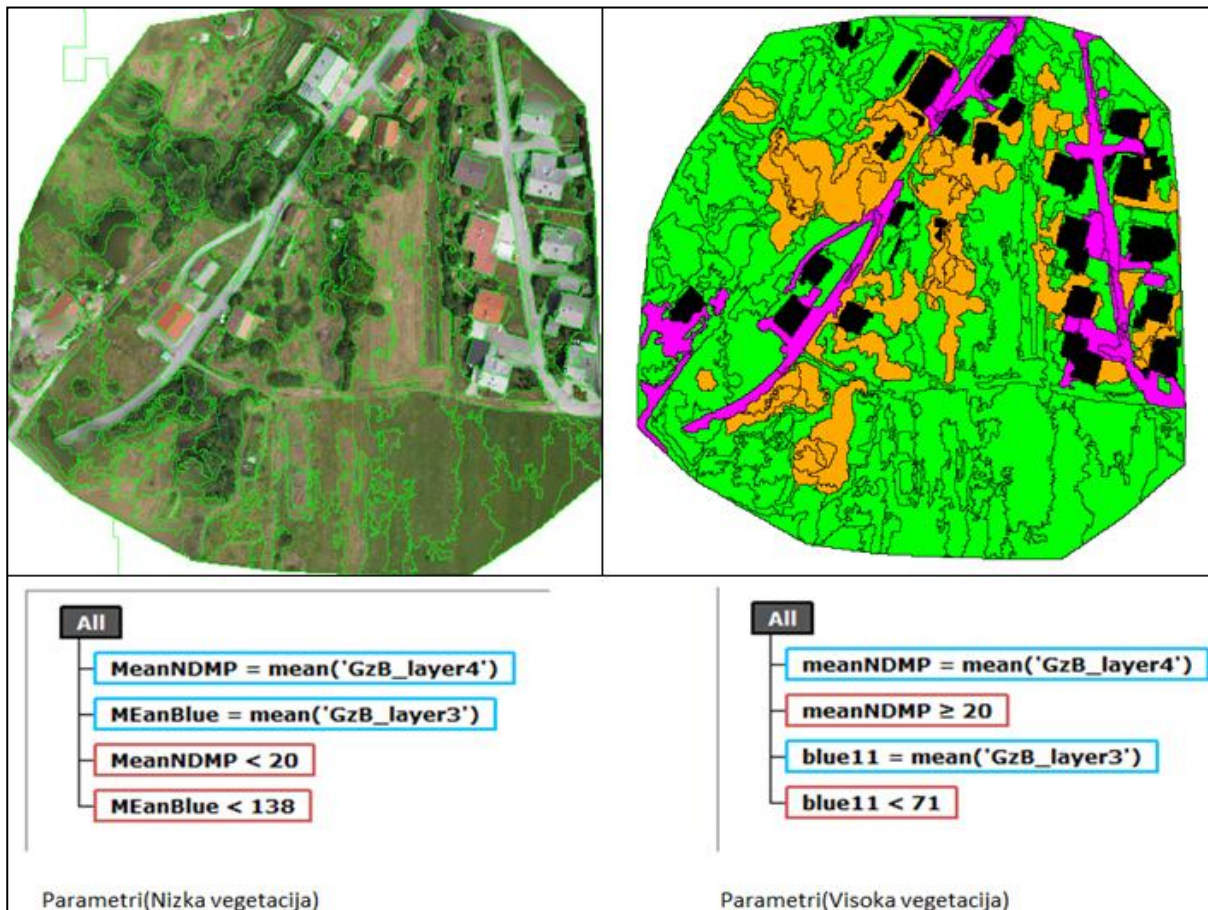 All
MeanNDMP = mean('GzB_layer4')
MEanBlue = mean('GzB_layer3')
MeanNDMP < 20
MEanBlue < 138
Parametri(Nizka vegetacija)
All
meanNDMP = mean('GzB_layer4')
meanNDMP ≥ 20
blue11 = mean('GzB_layer3')
blue11 < 71
Parametri(Visoka vegetacija)